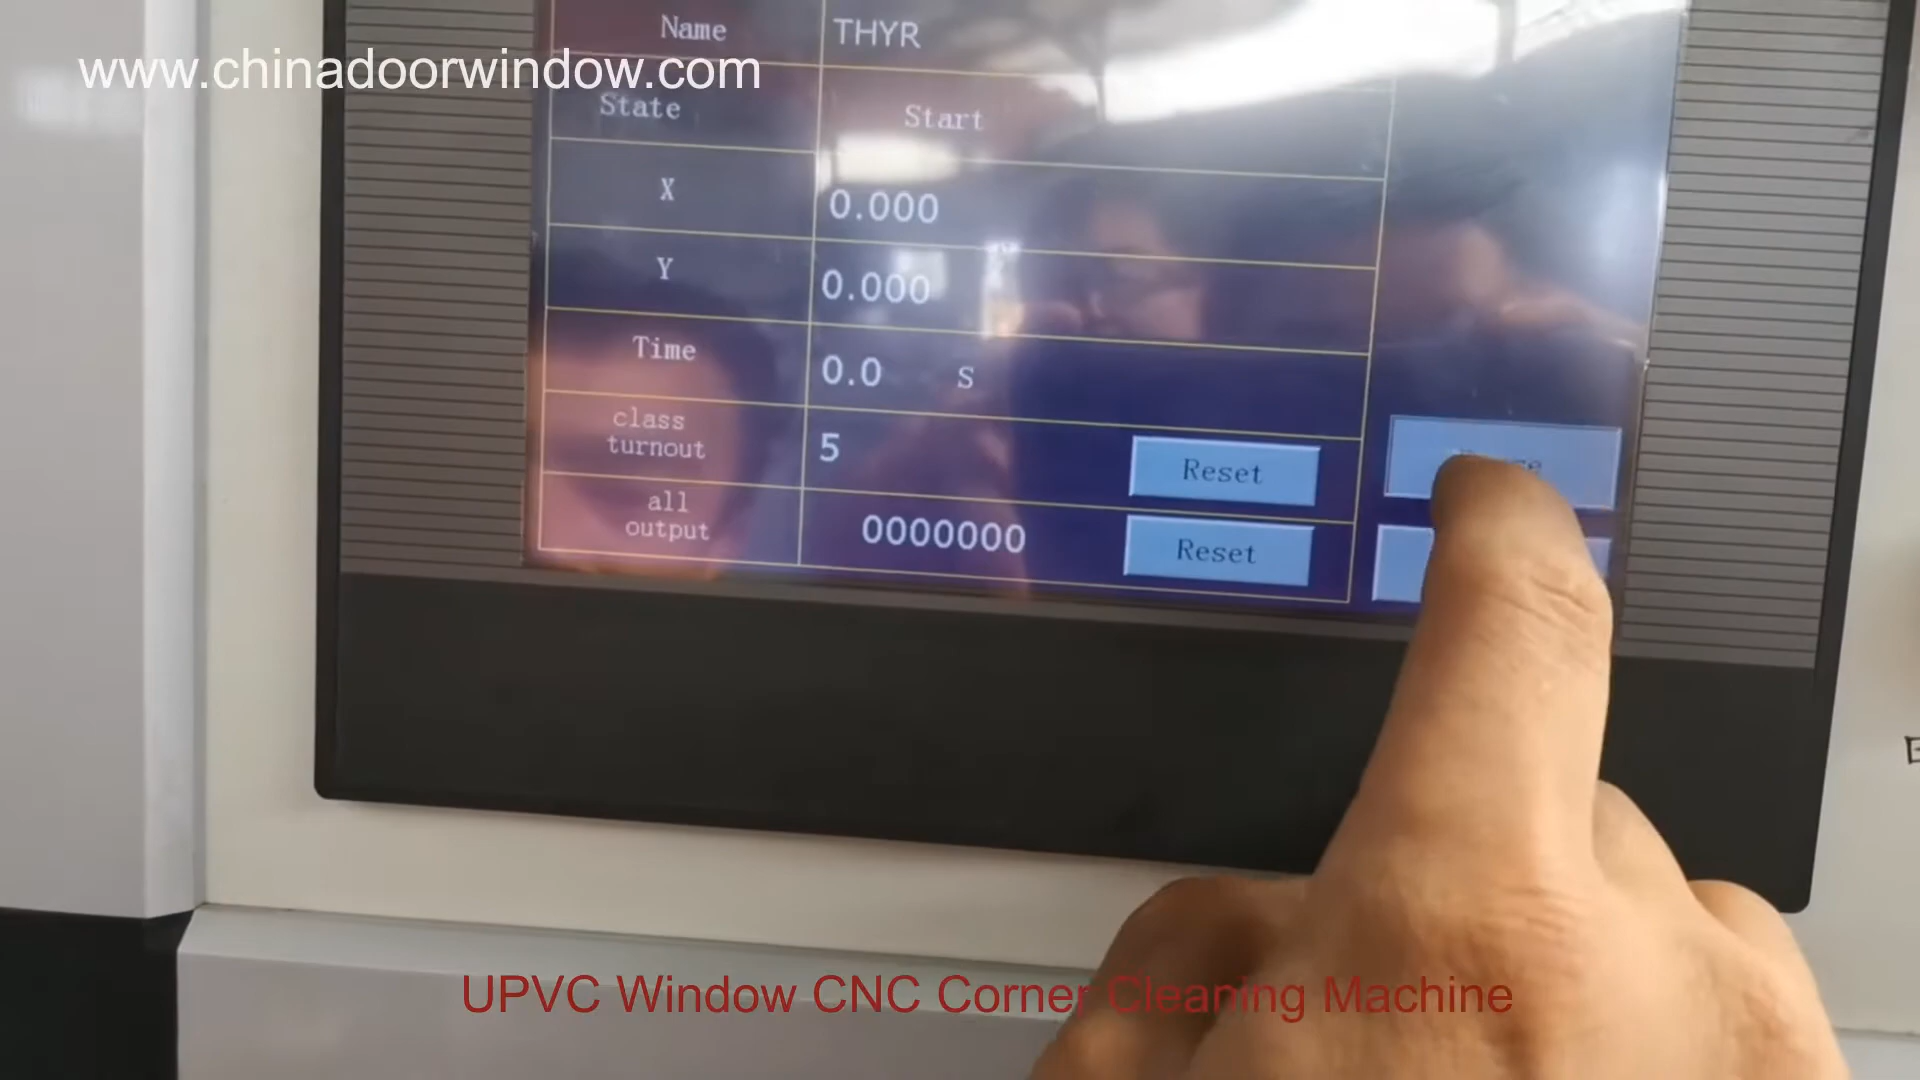 Name THYR
www.chinadoorwindow.com
State Start
X 0.000
Y 0.000
Time 0.0 S
class
turnout 5 Reset
all
output 0000000 Reset
UPVC Window CNC Corner Cleaning Machine